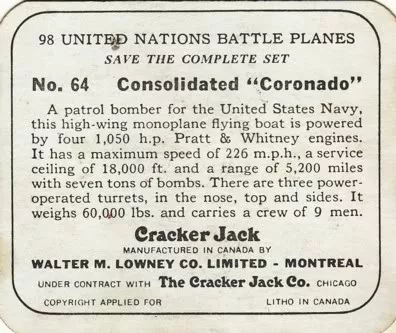 98 UNITED NATIONS BATTLE PLANES
SAVE THE COMPLETE SET
No. 64 Consolidated "Coronado"
A patrol bomber for the United States Navy,
this high-wing monoplane flying boat is powered
by four 1,050 h.p. Pratt & Whitney engines.
It has a maximum speed of 226 m.p.h., a service
ceiling of 18,000 ft. and a range of 5,200 miles
with seven tons of bombs. There are three power-
operated turrets, in the nose, top and sides. It
weighs 60,000 lbs. and carries a crew of 9 men.
Cracker Jack
MANUFACTURED IN CANADA BY
WALTER M. LOWNEY CO. LIMITED - MONTREAL
UNDER CONTRACT WITH The Cracker Jack Co. CHICAGO
COPYRIGHT APPLIED FOR LITHO IN CANADA